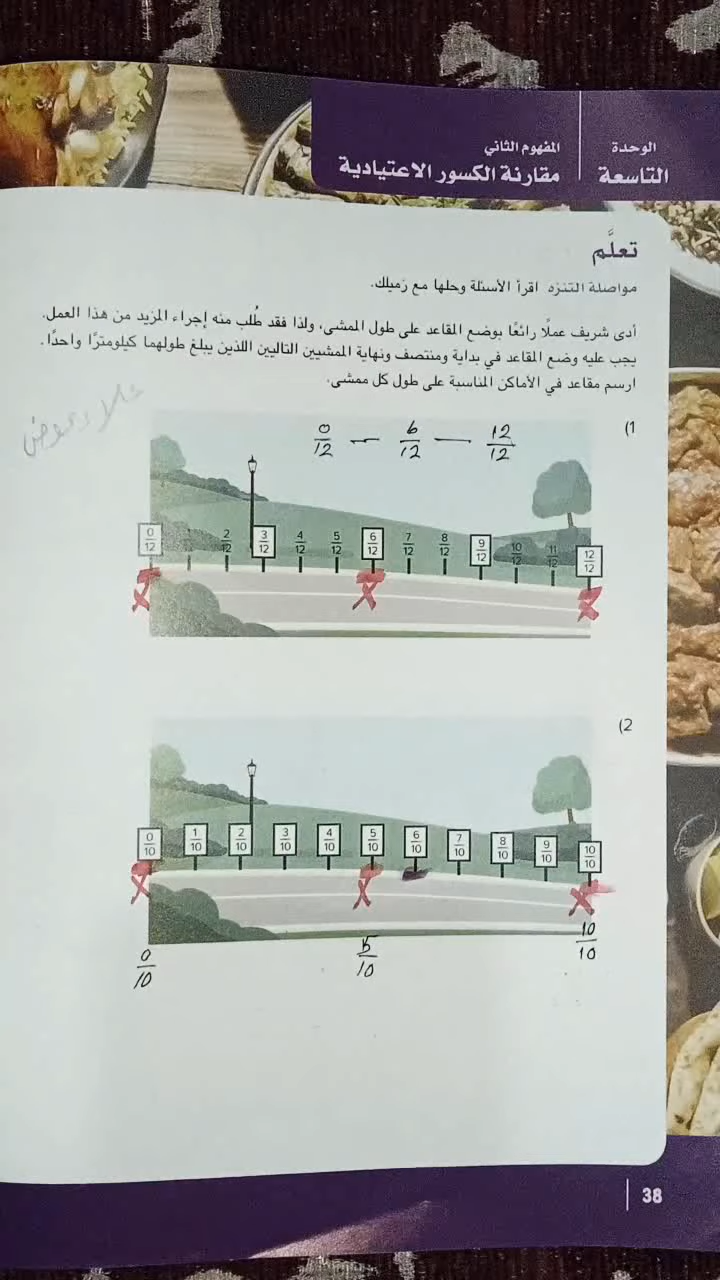 الوحدة
التاسعة
المفهوم الثاني
مقارنة الكسور الاعتيادية
تعلَّم
مواصلة التنزه اقرأ الأسئلة وحلها مع زميلك.
أدى شريف عملًا رائعًا بوضع المقاعد على طول الممشى، ولذا فقد طُلب منه إجراء المزيد من هذا العمل.
يجب عليه وضع المقاعد في بداية ومنتصف ونهاية الممشيين التاليين اللذين يبلغ طولهما كيلومترًا واحدًا.
ارسم مقاعد في الأماكن المناسبة على طول كل ممشى.
(1
0/12 — 6/12 — 12/12
0/12 2/12 3/12 4/12 5/12 6/12 7/12 8/12 9/12 10/12 11/12 12/12
X X X
(2
0/10 1/10 2/10 3/10 4/10 5/10 6/10 7/10 8/10 9/10 10/10
X X X
0/10 5/10 10/10
38